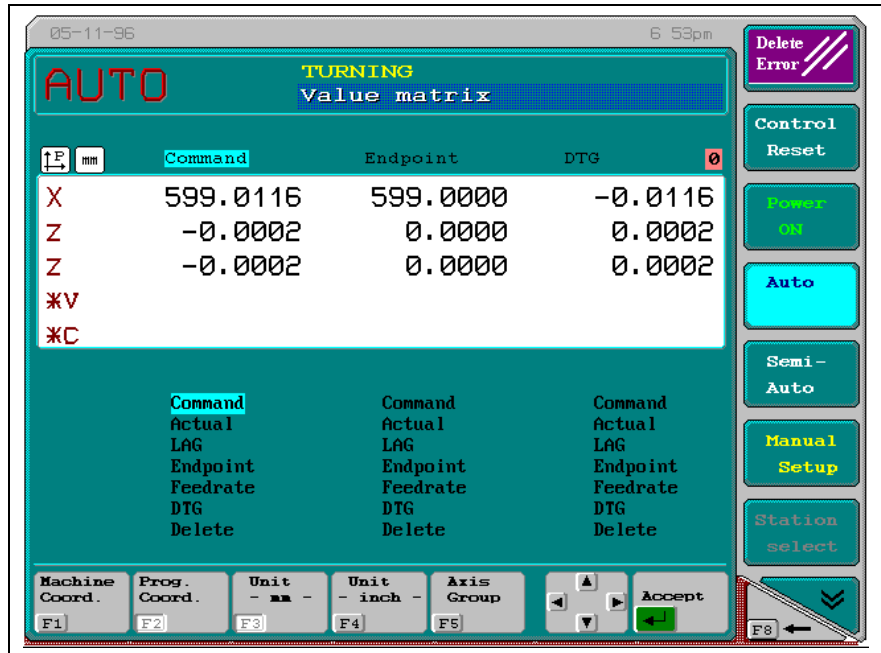 05-11-96 6 53pm
AUTO
TURNING
Value matrix
P mm Command Endpoint DTG 0
X 599.0116 599.0000 -0.0116
Z -0.0002 0.0000 0.0002
Z -0.0002 0.0000 0.0002
*V
*C
Command Command Command
Actual Actual Actual
LAG LAG LAG
Endpoint Endpoint Endpoint
Feedrate Feedrate Feedrate
DTG DTG DTG
Delete Delete Delete
Machine Prog. Unit Unit Axis
Coord. Coord. - mm - - inch - Group Accept
F1 F2 F3 F4 F5
Delete
Error
Control
Reset
Power
ON
Auto
Semi-
Auto
Manual
Setup
Station
select
F8